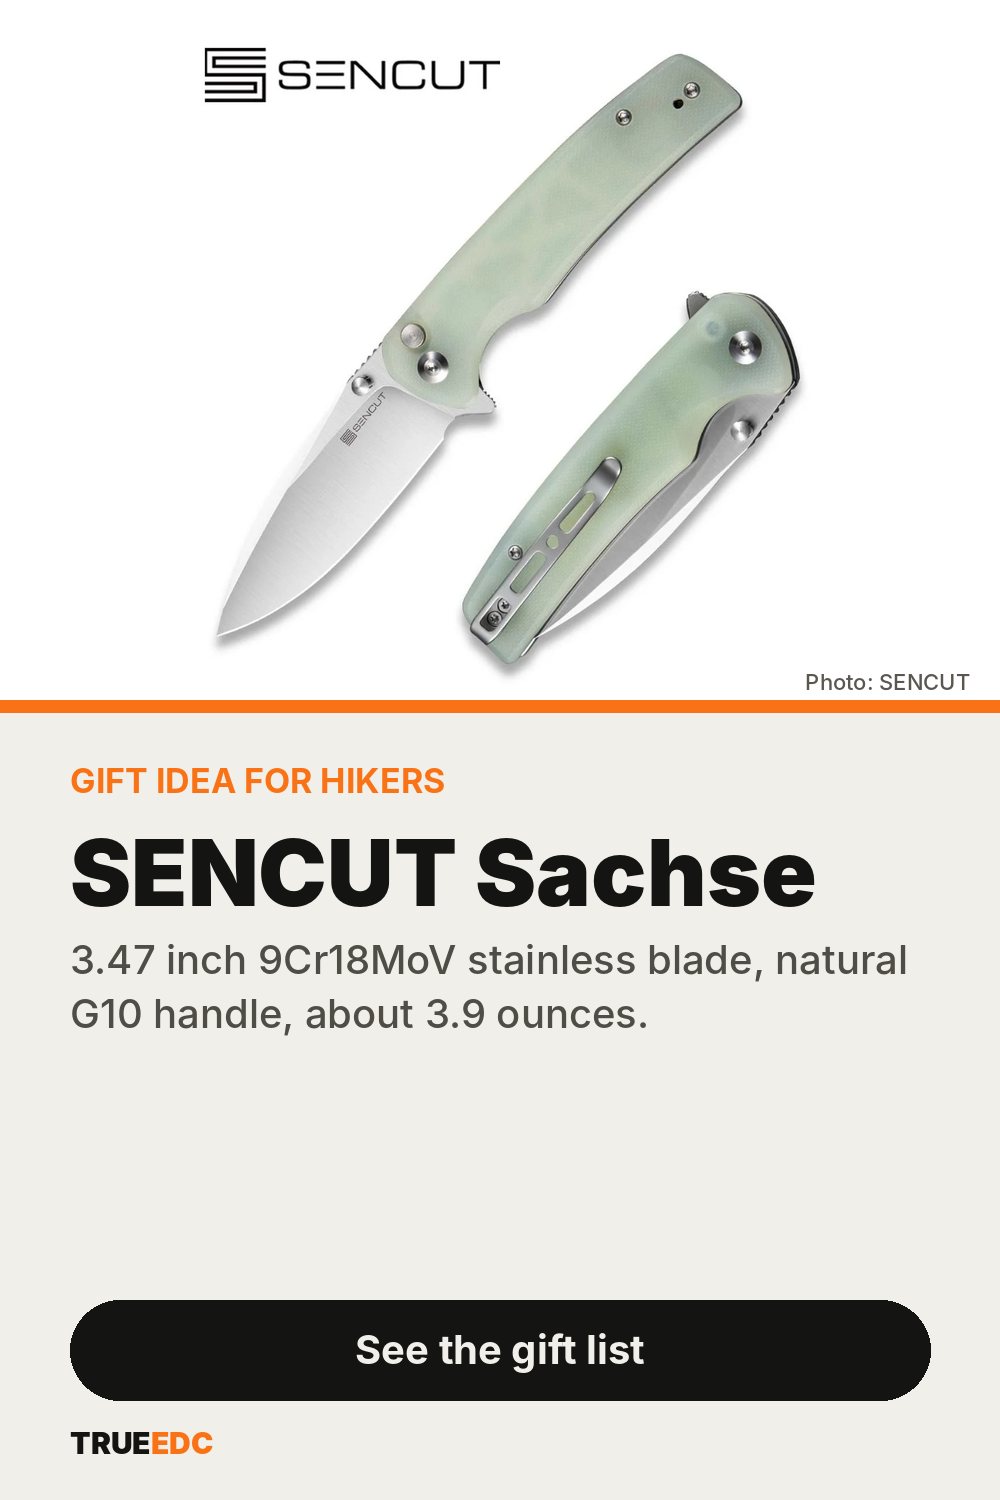 SENCUT
SENCUT
Photo: SENCUT
GIFT IDEA FOR HIKERS
SENCUT Sachse
3.47 inch 9Cr18MoV stainless blade, natural
G10 handle, about 3.9 ounces.
See the gift list
TRUEEDC